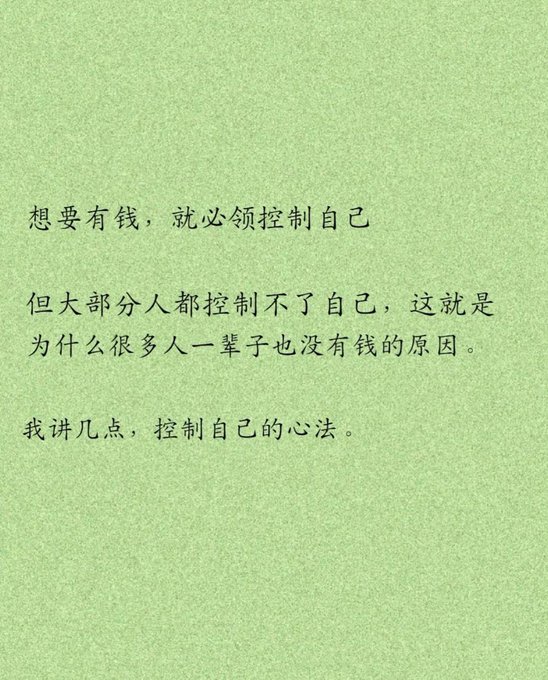 想要有钱，就必领控制自己
但大部分人都控制不了自己，这就是
为什么很多人一辈子也没有钱的原因。
我讲几点，控制自己的心法。